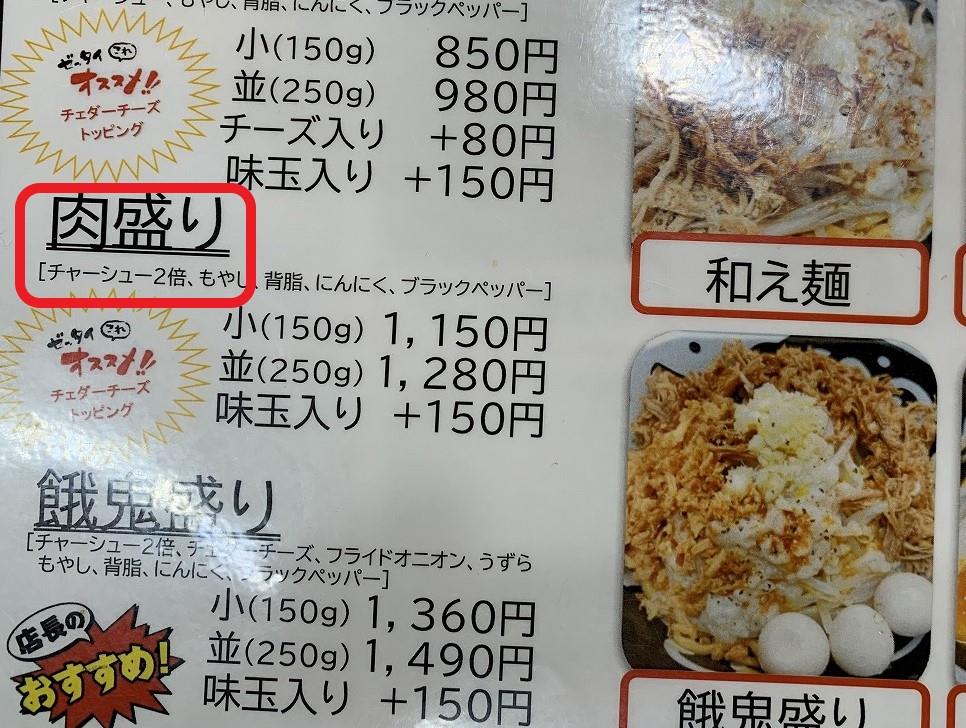 [チャーシュー、もやし、背脂、にんにく、ブラックペッパー]
ゼッタイ これ
オススメ!!
チェダーチーズ
トッピング
小(150g) 850円
並(250g) 980円
チーズ入り +80円
味玉入り +150円
肉盛り
[チャーシュー2倍、もやし、背脂、にんにく、ブラックペッパー]
ゼッタイ これ
オススメ!!
チェダーチーズ
トッピング
小(150g) 1,150円
並(250g) 1,280円
味玉入り +150円
餓鬼盛り
[チャーシュー2倍、チェダーチーズ、フライドオニオン、うずら
もやし、背脂、にんにく、ブラックペッパー]
店長の
おすすめ!
小(150g) 1,360円
並(250g) 1,490円
味玉入り +150円
和え麺
餓鬼盛り